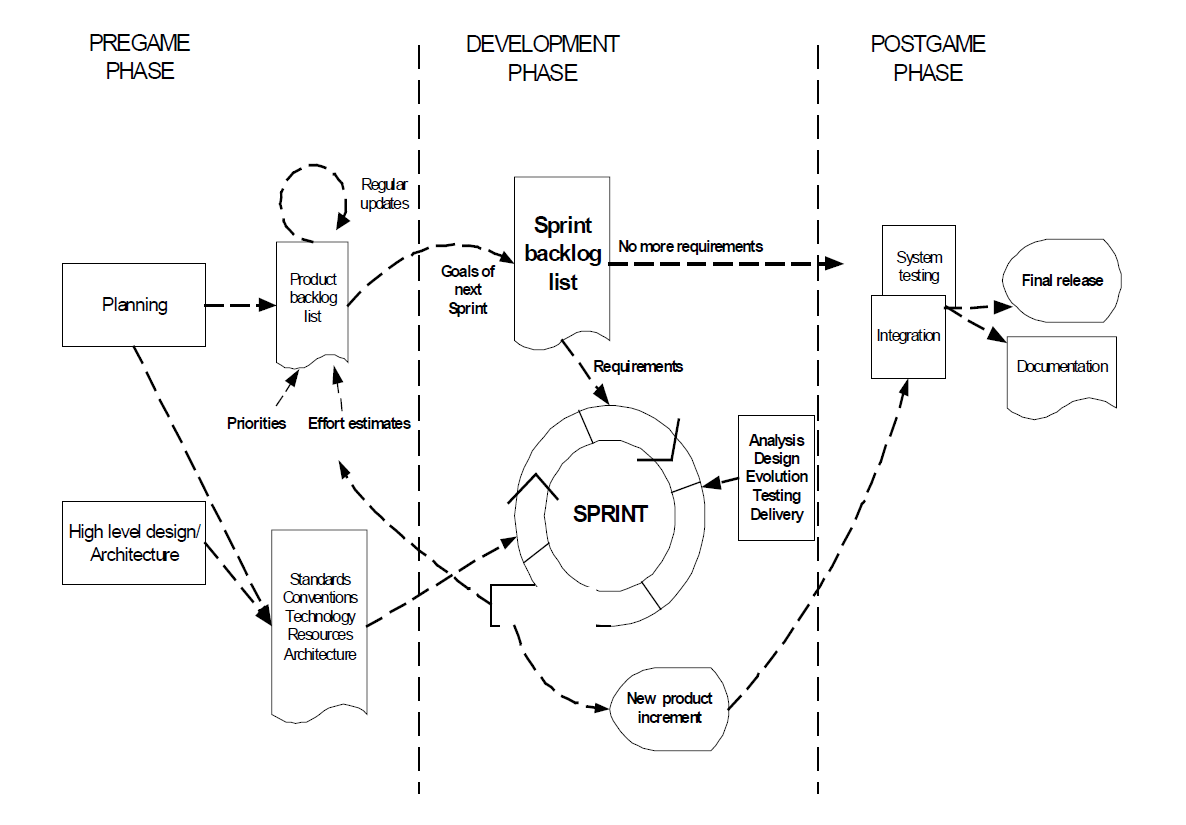 PREGAME
PHASE
DEVELOPMENT
PHASE
POSTGAME
PHASE
Regular
updates
Planning
Product
backlog
list
Priorities
Effort estimates
High level design/
Architecture
Standards
Conventions
Technology
Resources
Architecture
Goals of
next
Sprint
Sprint
backlog
list
No more requirements
Requirements
SPRINT
Analysis
Design
Evolution
Testing
Delivery
New product
increment
System
testing
Integration
Final release
Documentation